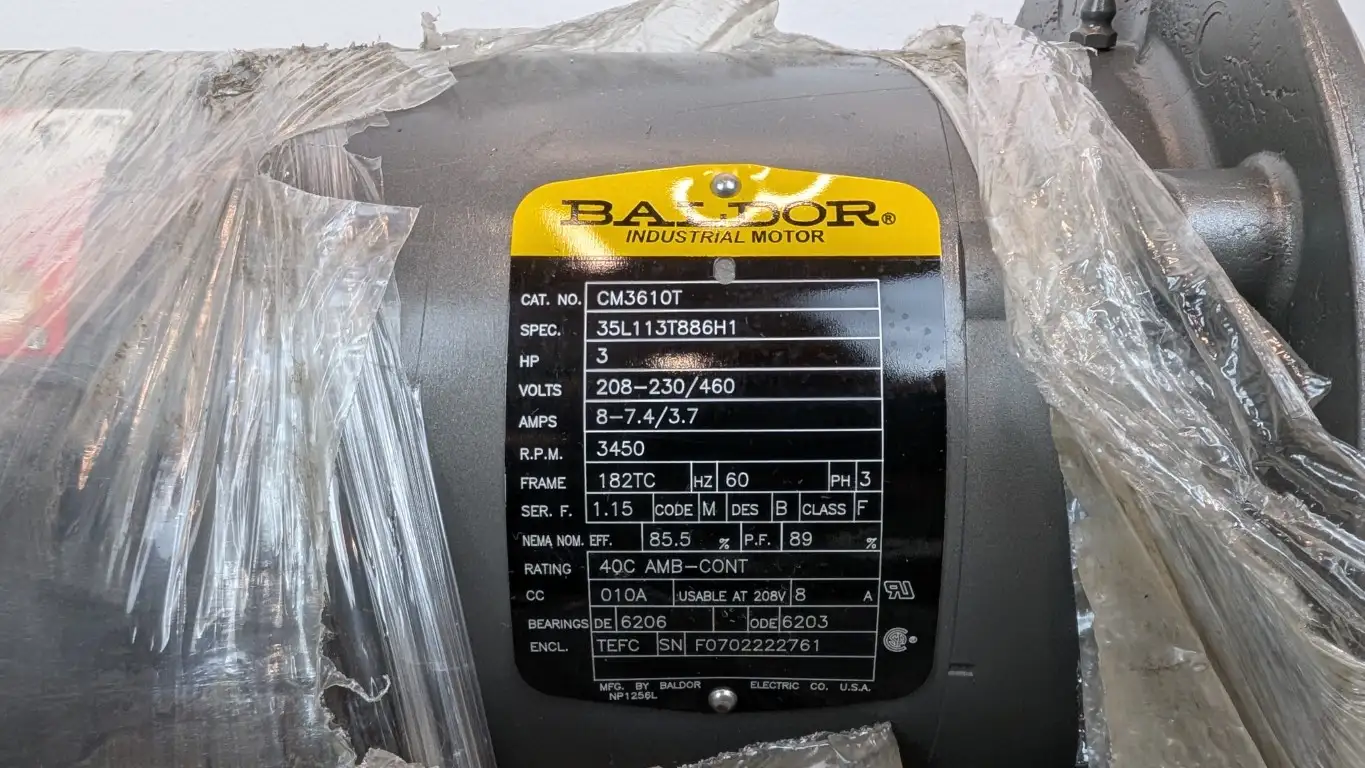 BALDOR®
INDUSTRIAL MOTOR
CAT. NO. CM3610T
SPEC. 35L113T886H1
HP 3
VOLTS 208-230/460
AMPS 8-7.4/3.7
R.P.M. 3450
FRAME 182TC HZ 60 PH 3
SER. F. 1.15 CODE M DES B CLASS F
NEMA NOM. EFF. 85.5 % P.F. 89 %
RATING 40C AMB-CONT
CC 010A USABLE AT 208V 8 A
BEARINGS DE 6206 ODE 6203
ENCL. TEFC SN F0702222761
MFG. BY BALDOR ELECTRIC CO. U.S.A.
NP1256L